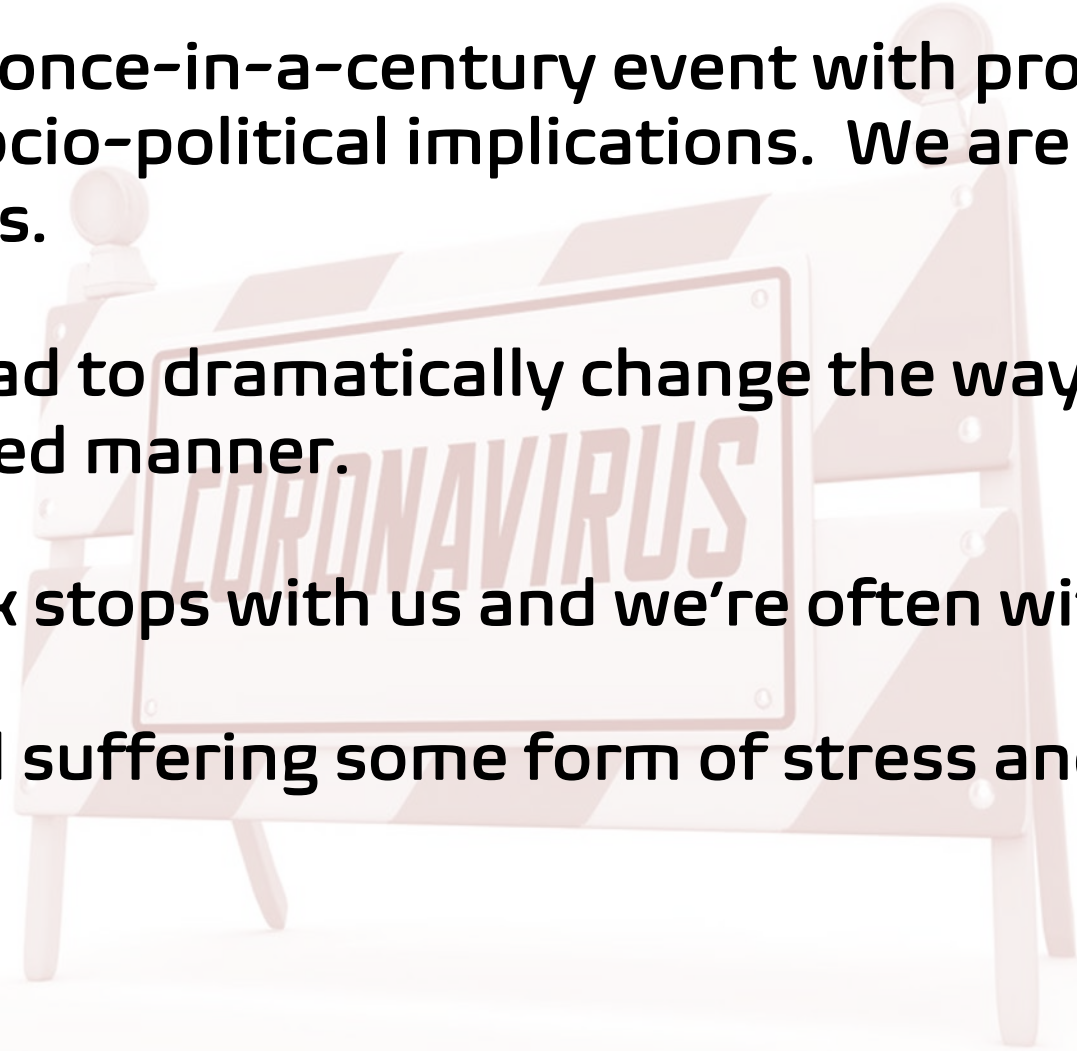 once-in-a-century event with pro
ocio-political implications.  We are
s.
ad to dramatically change the way
ed manner.
CORONAVIRUS
k stops with us and we’re often wi
suffering some form of stress and